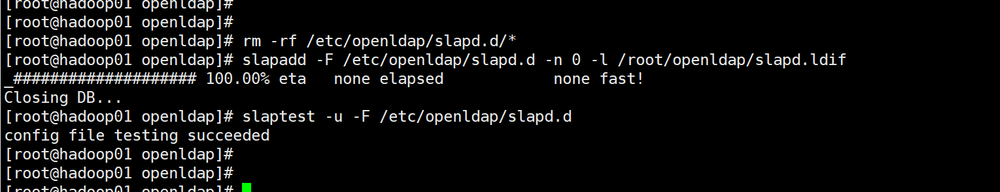 [root@hadoop01 openldap]#
[root@hadoop01 openldap]#
[root@hadoop01 openldap]# rm -rf /etc/openldap/slapd.d/*
[root@hadoop01 openldap]# slapadd -F /etc/openldap/slapd.d -n 0 -l /root/openldap/slapd.ldif
_#################### 100.00% eta   none elapsed            none fast!
Closing DB...
[root@hadoop01 openldap]# slaptest -u -F /etc/openldap/slapd.d
config file testing succeeded
[root@hadoop01 openldap]#
[root@hadoop01 openldap]#
[root@hadoop01 openldap]#